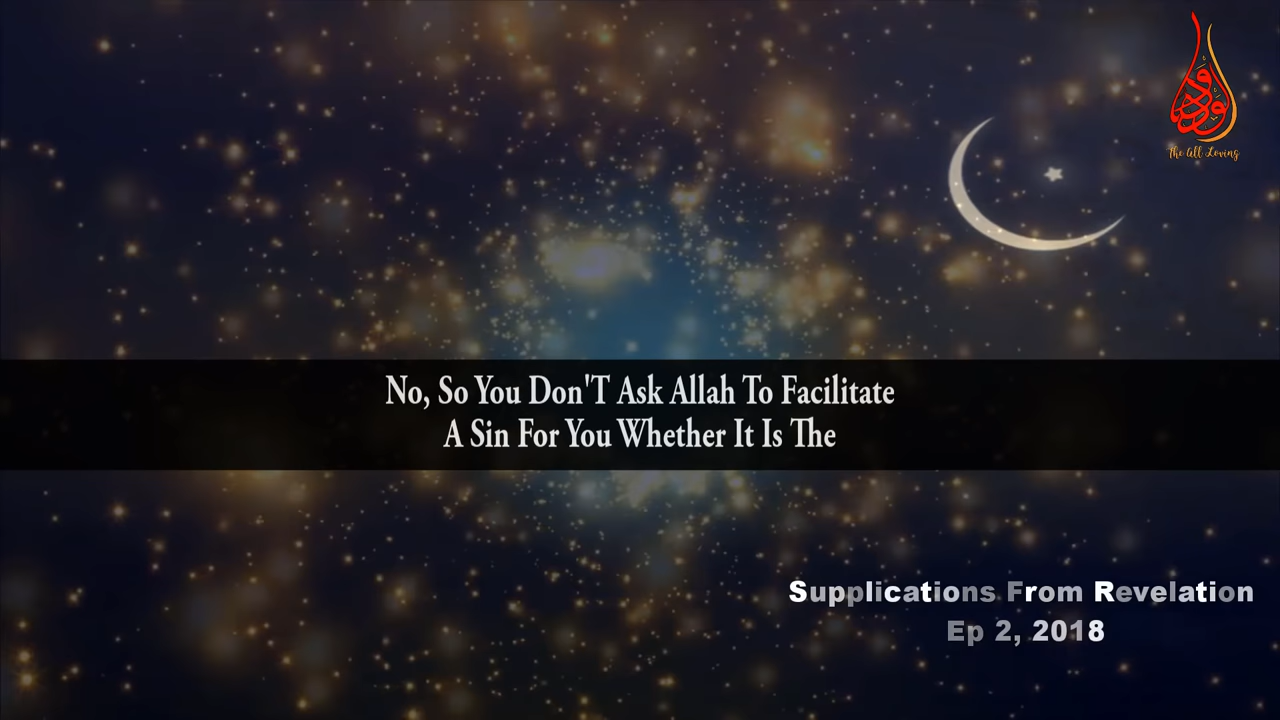 ودود
The All Loving
No, So You Don'T Ask Allah To Facilitate
A Sin For You Whether It Is The
Supplications From Revelation
Ep 2, 2018